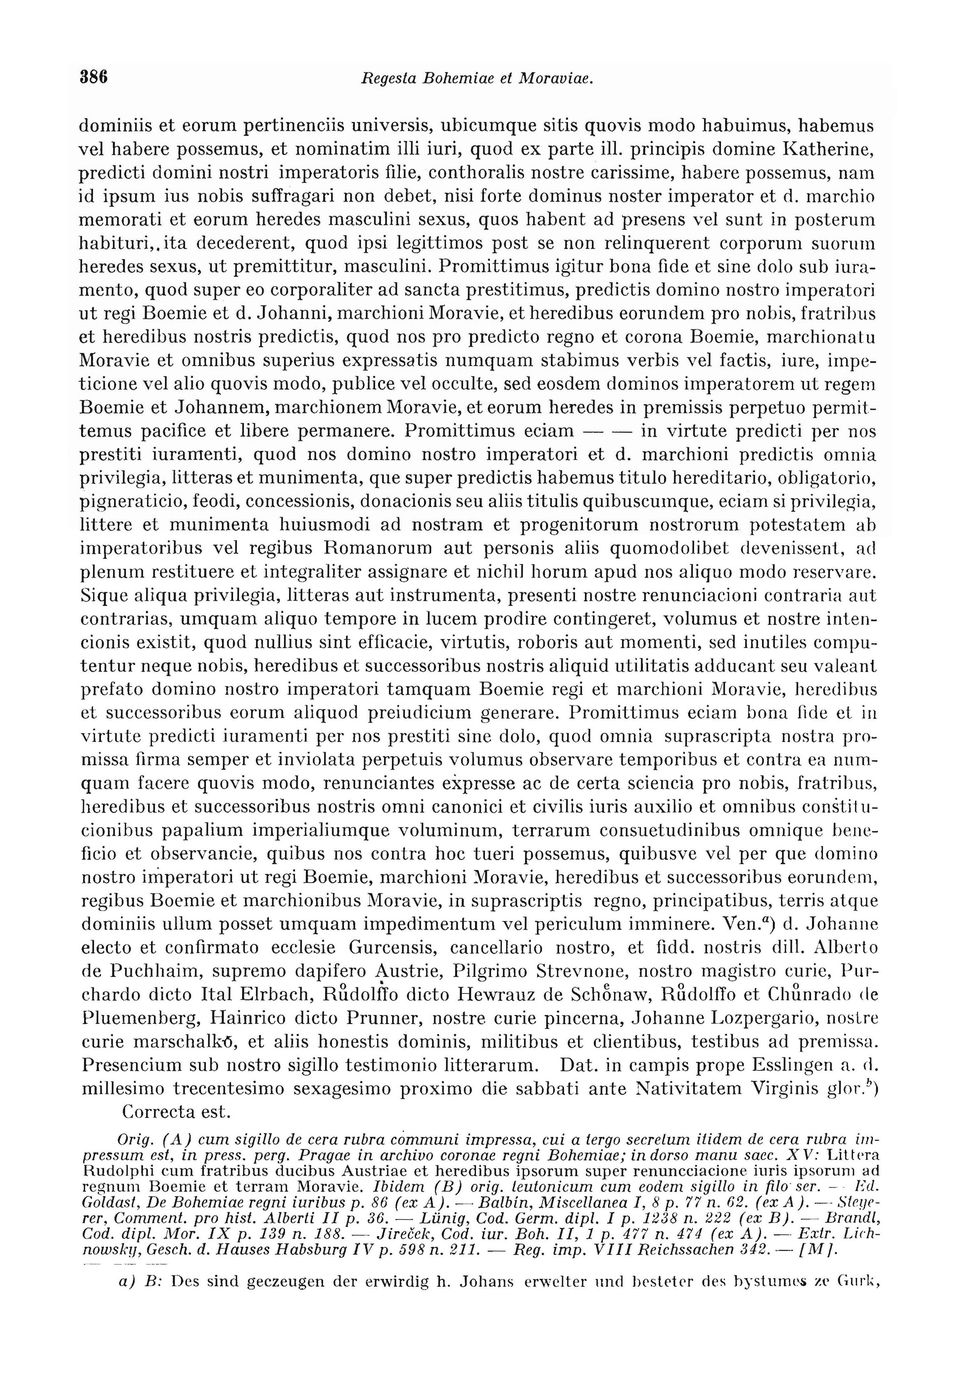 386 Regesta Bohemiae et Moraviae.
dominiis et eorum pertinenciis universis, ubicumque sitis quovis modo habuimus, habemus
vel habere possemus, et nominatim illi iuri, quod ex parte ill. principis domine Katherine,
predicti domini nostri imperatoris filie, conthoralis nostre carissime, habere possemus, nam
id ipsum ius nobis suffragari non debet, nisi forte dominus noster imperator et d. marchio
memorati et eorum heredes masculini sexus, quos habent ad presens vel sunt in posterum
habituri,.ita decederent, quod ipsi legittimos post se non relinquerent corporum suorum
heredes sexus, ut premittitur, masculini. Promittimus igitur bona fide et sine dolo sub iura-
mento, quod super eo corporaliter ad sancta prestitimus, predictis domino nostro imperatori
ut regi Boemie et d. Johanni, marchioni Moravie, et heredibus eorundem pro nobis, fratribus
et heredibus nostris predictis, quod nos pro predicto regno et corona Boemie, marchionatu
Moravie et omnibus superius expressatis numquam stabimus verbis vel factis, iure, impe-
ticione vel alio quovis modo, publice vel occulte, sed eosdem dominos imperatorem ut regem
Boemie et Johannem, marchionem Moravie, et eorum heredes in premissis perpetuo permit-
temus pacifice et libere permanere. Promittimus eciam — — in virtute predicti per nos
prestiti iuramenti, quod nos domino nostro imperatori et d. marchioni predictis omnia
privilegia, litteras et munimenta, que super predictis habemus titulo hereditario, obligatorio,
pigneraticio, feodi, concessionis, donacionis seu aliis titulis quibuscumque, eciam si privilegia,
littere et munimenta huiusmodi ad nostram et progenitorum nostrorum potestatem ab
imperatoribus vel regibus Romanorum aut personis aliis quomodolibet devenissent, ad
plenum restituere et integraliter assignare et nichil horum apud nos aliquo modo reservare.
Sique aliqua privilegia, litteras aut instrumenta, presenti nostre renunciacioni contraria aut
contrarias, umquam aliquo tempore in lucem prodire contingeret, volumus et nostre inten-
cionis existit, quod nullius sint efficacie, virtutis, roboris aut momenti, sed inutiles compu-
tentur neque nobis, heredibus et successoribus nostris aliquid utilitatis adducant seu valeant
prefato domino nostro imperatori tamquam Boemie regi et marchioni Moravie, heredibus
et successoribus eorum aliquod preiudicium generare. Promittimus eciam bona fide et in
virtute predicti iuramenti per nos prestiti sine dolo, quod omnia suprascripta nostra pro-
missa firma semper et inviolata perpetuis volumus observare temporibus et contra ea num-
quam facere quovis modo, renunciantes expresse ac de certa sciencia pro nobis, fratribus,
heredibus et successoribus nostris omni canonici et civilis iuris auxilio et omnibus constitu-
cionibus papalium imperialiumque voluminum, terrarum consuetudinibus omnique bene-
ficio et observancie, quibus nos contra hoc tueri possemus, quibusve vel per que domino
nostro imperatori ut regi Boemie, marchioni Moravie, heredibus et successoribus eorundem,
regibus Boemie et marchionibus Moravie, in suprascriptis regno, principatibus, terris atque
dominiis ullum posset umquam impedimentum vel periculum imminere. Ven.a) d. Johanne
electo et confirmato ecclesie Gurcensis, cancellario nostro, et fidd. nostris dill. Alberto
de Puchhaim, supremo dapifero Austrie, Pilgrimo Strevnone, nostro magistro curie, Pur-
chardo dicto Ital Elrbach, Růdolffo dicto Hewrauz de Schonaw, Růdolffo et Chůnrado de
Pluemenberg, Hainrico dicto Prunner, nostre curie pincerna, Johanne Lozpergario, nostre
curie marschalko, et aliis honestis dominis, militibus et clientibus, testibus ad premissa.
Presencium sub nostro sigillo testimonio litterarum. Dat. in campis prope Esslingen a. d.
millesimo trecentesimo sexagesimo proximo die sabbati ante Nativitatem Virginis glor.b)
Correcta est.
Orig. (A) cum sigillo de cera rubra communi impressa, cui a tergo secretum itidem de cera rubra im-
pressum est, in press. perg. Pragae in archivo coronae regni Bohemiae; in dorso manu saec. XV: Littera
Rudolphi cum fratribus ducibus Austriae et heredibus ipsorum super renuncciacione iuris ipsorum ad
regnum Boemie et terram Moravie. Ibidem (B) orig. teutonicum cum eodem sigillo in filo ser. — Ed.
Goldast, De Bohemiae regni iuribus p. 86 (ex A). — Balbin, Miscellanea I, 8 p. 77 n. 62. (ex A). — Steye-
rer, Comment. pro hist. Alberti II p. 36. — Lünig, Cod. Germ. dipl. I p. 1238 n. 222 (ex B). — Brandl,
Cod. dipl. Mor. IX p. 139 n. 188. — Jireček, Cod. iur. Boh. II, 1 p. 477 n. 474 (ex A). — Extr. Lich-
nowsky, Gesch. d. Hauses Habsburg IV p. 598 n. 211. — Reg. imp. VIII Reichssachen 342. — [M].
a) B: Des sind geczeugen der erwirdig h. Johans erwelter und besteter des bystumes ze Gurk,